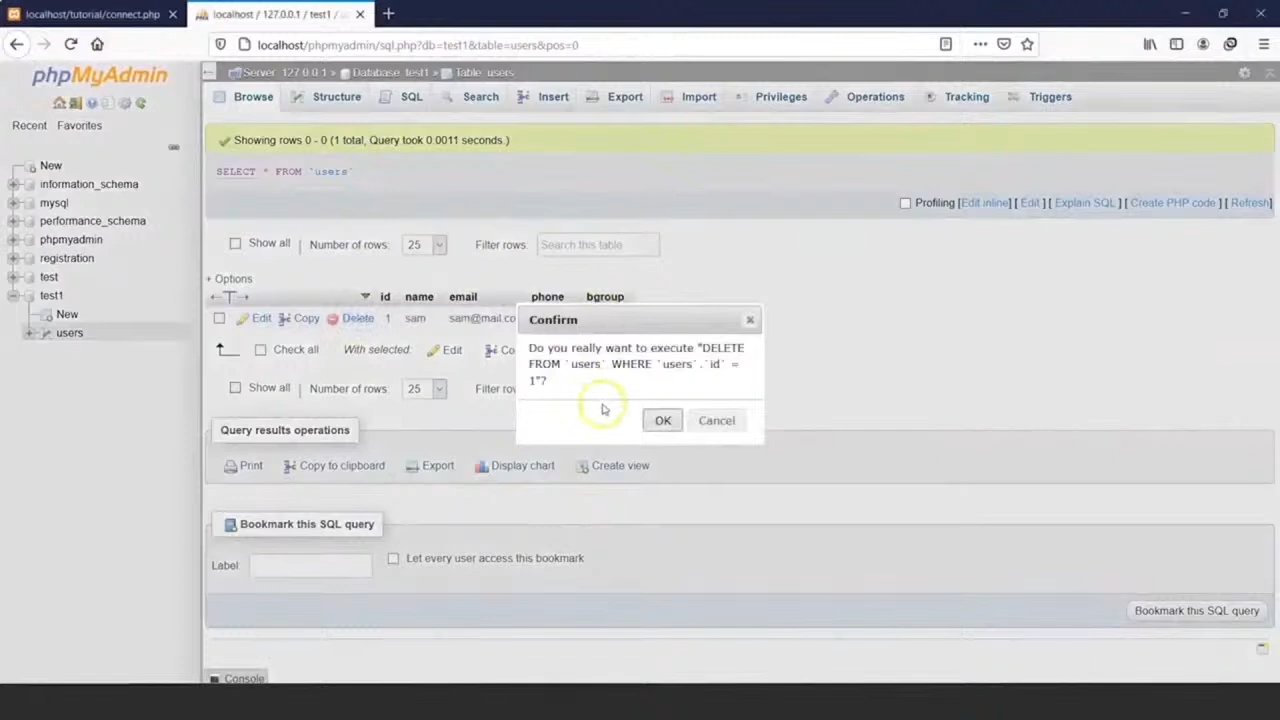 localhost/tutorial/connect.php
localhost / 127.0.0.1 / test1 /
localhost/phpmyadmin/sql.php?db=test1&table=users&pos=0
phpMyAdmin
Recent Favorites
New
information_schema
mysql
performance_schema
phpmyadmin
registration
test
test1
New
users
Server: 127.0.0.1 » Database: test1 » Table: users
Browse Structure SQL Search Insert Export Import Privileges Operations Tracking Triggers
Showing rows 0 - 0 (1 total, Query took 0.0011 seconds.)
SELECT * FROM `users`
Profiling [Edit inline] [ Edit ] [ Explain SQL ] [ Create PHP code ] [ Refresh]
Show all Number of rows: 25 Filter rows: Search this table
+ Options
id name email phone bgroup
Edit Copy Delete 1 sam sam@mail.co
Check all With selected: Edit Co
Show all Number of rows: 25 Filter rows
Confirm
Do you really want to execute "DELETE
FROM `users` WHERE `users`.`id` =
1"?
OK Cancel
Query results operations
Print Copy to clipboard Export Display chart Create view
Bookmark this SQL query
Label: Let every user access this bookmark
Bookmark this SQL query
Console